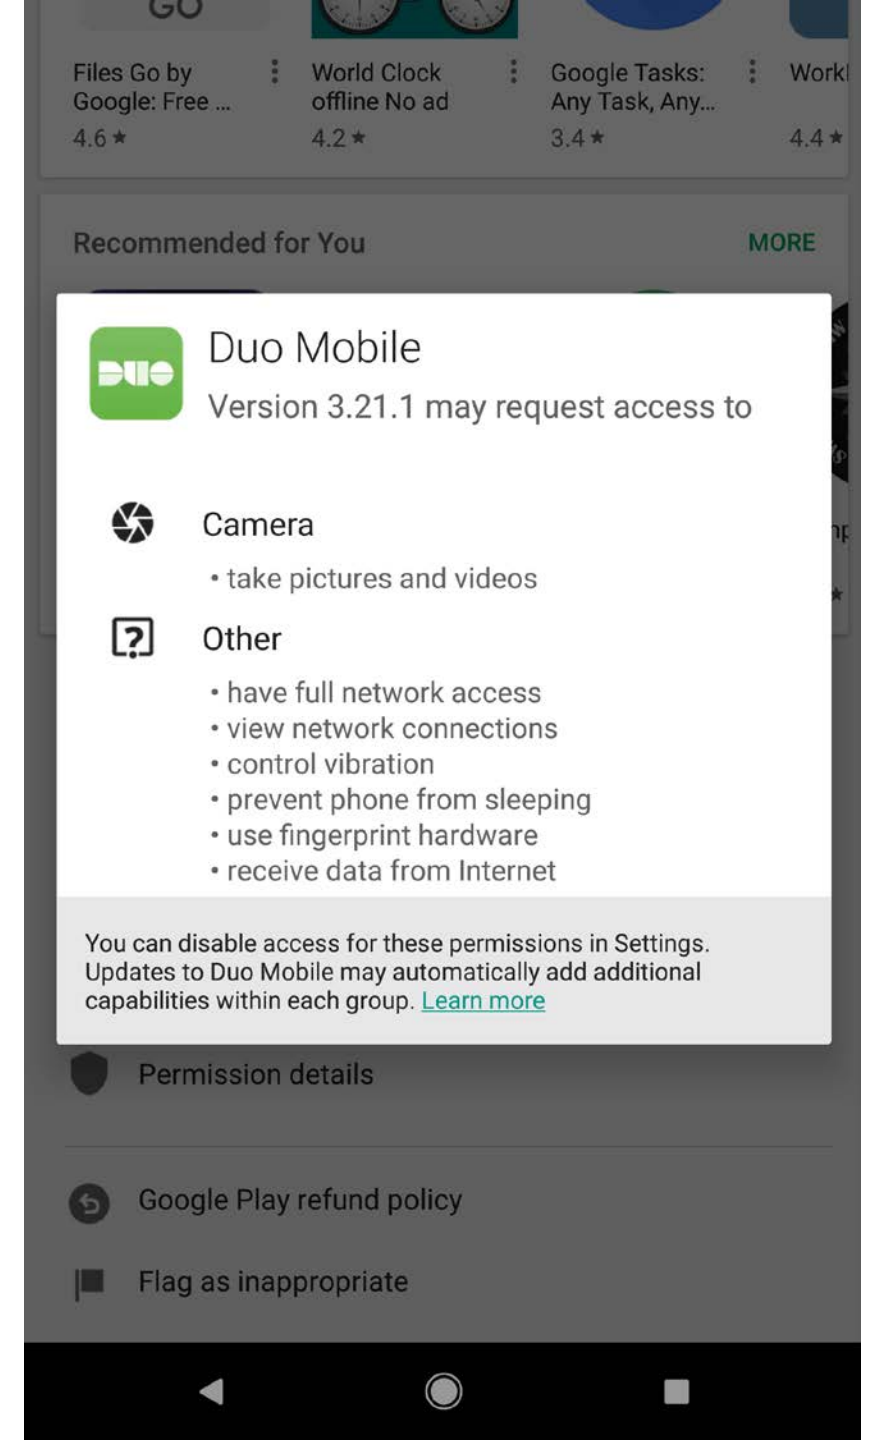 GO
Files Go by
Google: Free ...
4.6 ★
World Clock
offline No ad
4.2 ★
Google Tasks:
Any Task, Any...
3.4 ★
4.4 ★
Recommended for You
MORE
DUO
Duo Mobile
Version 3.21.1 may request access to
Camera
• take pictures and videos
Other
• have full network access
• view network connections
• control vibration
• prevent phone from sleeping
• use fingerprint hardware
• receive data from Internet
You can disable access for these permissions in Settings.
Updates to Duo Mobile may automatically add additional
capabilities within each group. Learn more
Permission details
Google Play refund policy
Flag as inappropriate